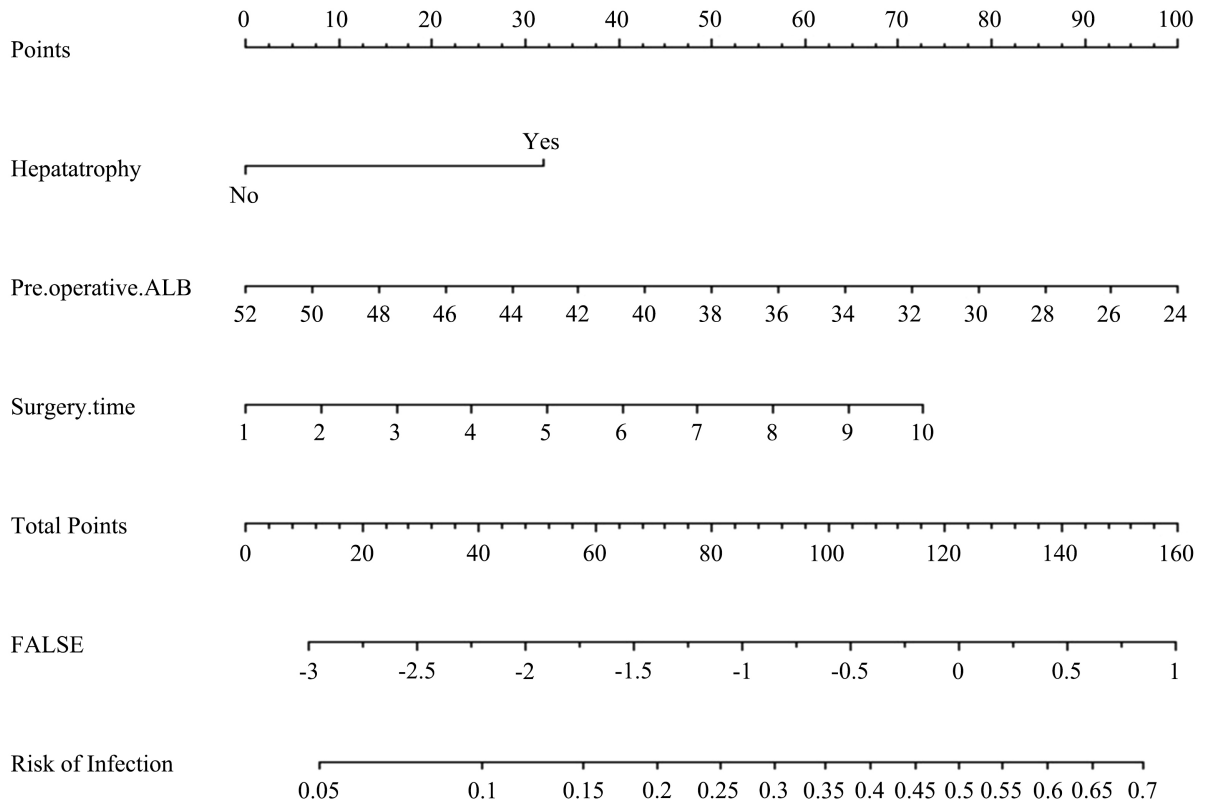 0 10 20 30 40 50 60 70 80 90 100
Points
Yes
Hepatatrophy
No
Pre.operative.ALB
52 50 48 46 44 42 40 38 36 34 32 30 28 26 24
Surgery.time
1 2 3 4 5 6 7 8 9 10
Total Points
0 20 40 60 80 100 120 140 160
FALSE
-3 -2.5 -2 -1.5 -1 -0.5 0 0.5 1
Risk of Infection
0.05 0.1 0.15 0.2 0.25 0.3 0.35 0.4 0.45 0.5 0.55 0.6 0.65 0.7